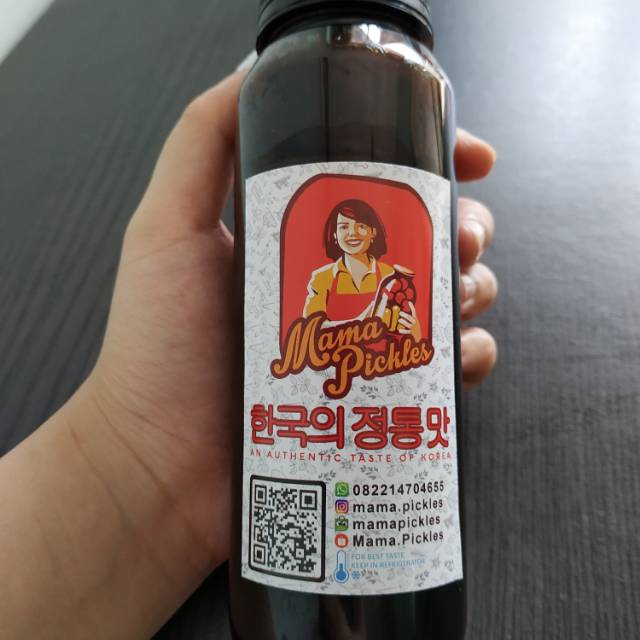 Mama
Pickles
한국의 정통 맛
AN AUTHENTIC TASTE OF KOREA
082214704655
mama.pickles
mamapickles
Mama.Pickles
FOR BEST TASTE
KEEP IN REFRIGERATOR